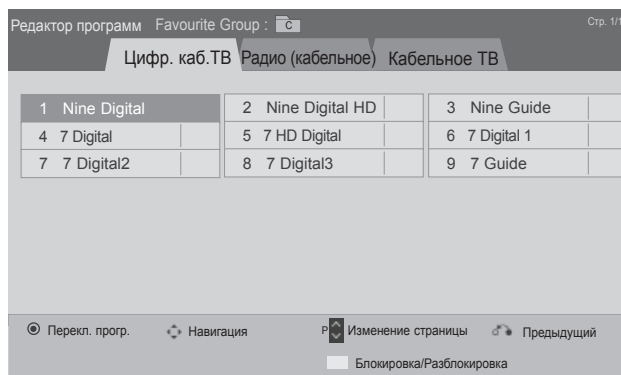 Редактор программ Favourite Group : C Стр. 1/1
Цифр. каб.ТВ Радио (кабельное) Кабельное ТВ
1 Nine Digital 2 Nine Digital HD 3 Nine Guide
4 7 Digital 5 7 HD Digital 6 7 Digital 1
7 7 Digital2 8 7 Digital3 9 7 Guide
Перекл. прогр. Навигация P Изменение страницы Предыдущий
Блокировка/Разблокировка